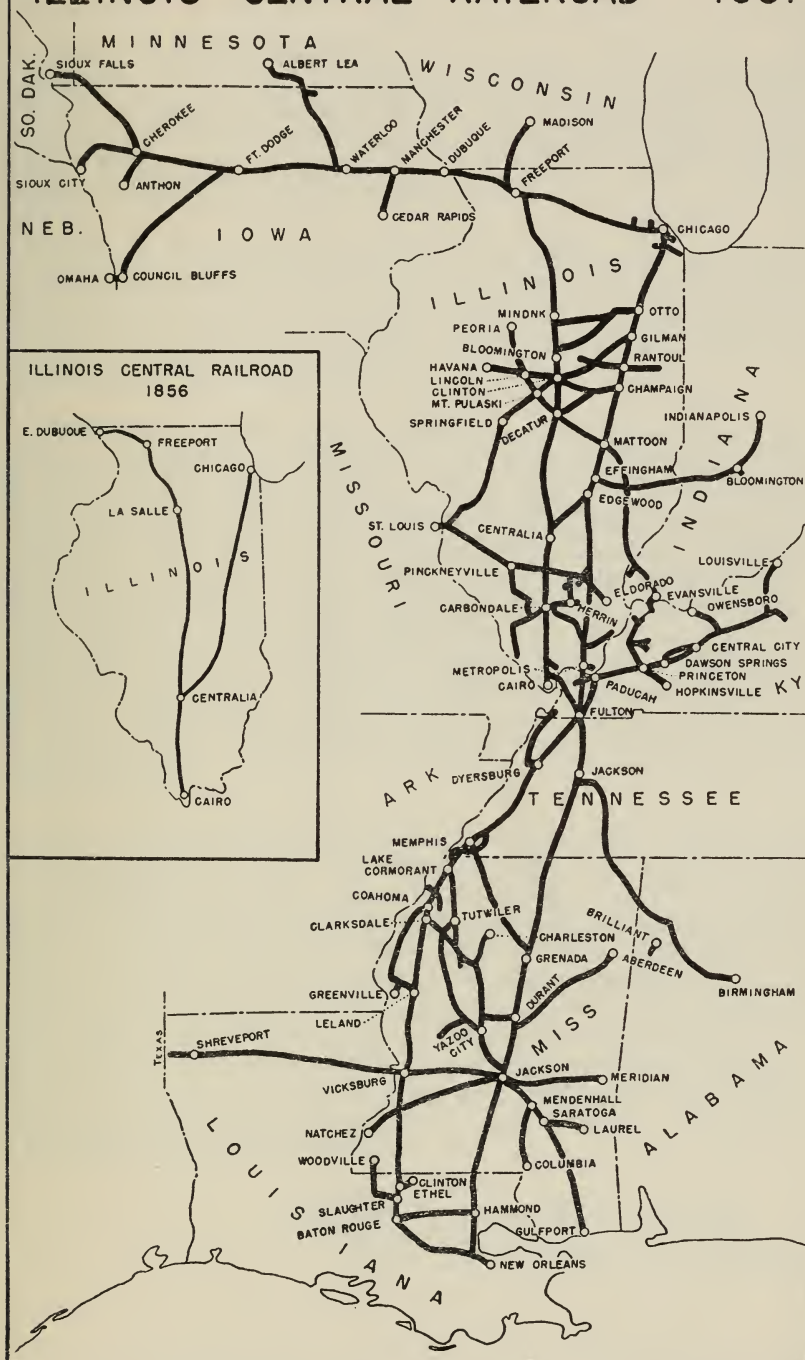 ILLINOIS CENTRAL RAILROAD
MINNESOTA
SIOUX FALLS
ALBERT LEA
WISCONSIN
SO. DAK.
MADISON
CHEROKEE
FT. DODGE
WATERLOO
MANCHESTER
DUBUQUE
FREEPORT
SIOUX CITY
ANTHON
CEDAR RAPIDS
CHICAGO
NEB.
IOWA
OMAHA
COUNCIL BLUFFS
ILLINOIS
MINDNK
OTTO
PEORIA
GILMAN
BLOOMINGTON
RANTOUL
HAVANA
LINCOLN
CLINTON
CHAMPAIGN
MT. PULASKI
INDIANAPOLIS
SPRINGFIELD
DECATUR
MATTOON
INDIANA
EFFINGHAM
BLOOMINGTON
EDGEWOOD
MISSOURI
ST. LOUIS
CENTRALIA
LOUISVILLE
PINCKNEYVILLE
ELDORADO
EVANSVILLE
OWENSBORO
CARBONDALE
HERRIN
CENTRAL CITY
METROPOLIS
DAWSON SPRINGS
PRINCETON
CAIRO
PADUCAH
HOPKINSVILLE
KY
FULTON
ILLINOIS CENTRAL RAILROAD
1856
E. DUBUQUE
FREEPORT
CHICAGO
LA SALLE
ILLINOIS
CENTRALIA
CAIRO
ARK
DYERSBURG
JACKSON
TENNESSEE
MEMPHIS
LAKE
CORMORANT
COAHOMA
CLARKSDALE
TUTWILER
CHARLESTON
BRILLIANT
ABERDEEN
GRENADA
BIRMINGHAM
GREENVILLE
DURANT
LELAND
YAZOO
CITY
MISS
TEXAS
SHREVEPORT
VICKSBURG
JACKSON
MERIDIAN
ALABAMA
MENDENHALL
SARATOGA
LAUREL
NATCHEZ
COLUMBIA
LOUISIANA
WOODVILLE
CLINTON
ETHEL
SLAUGHTER
HAMMOND
BATON ROUGE
GULFPORT
NEW ORLEANS